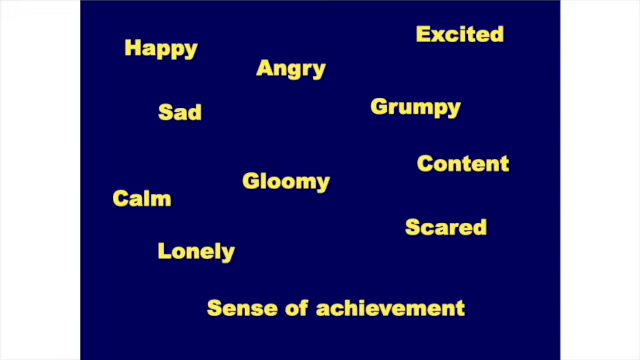 Excited
Happy
Angry
Grumpy
Sad
Content
Gloomy
Calm
Scared
Lonely
Sense of achievement